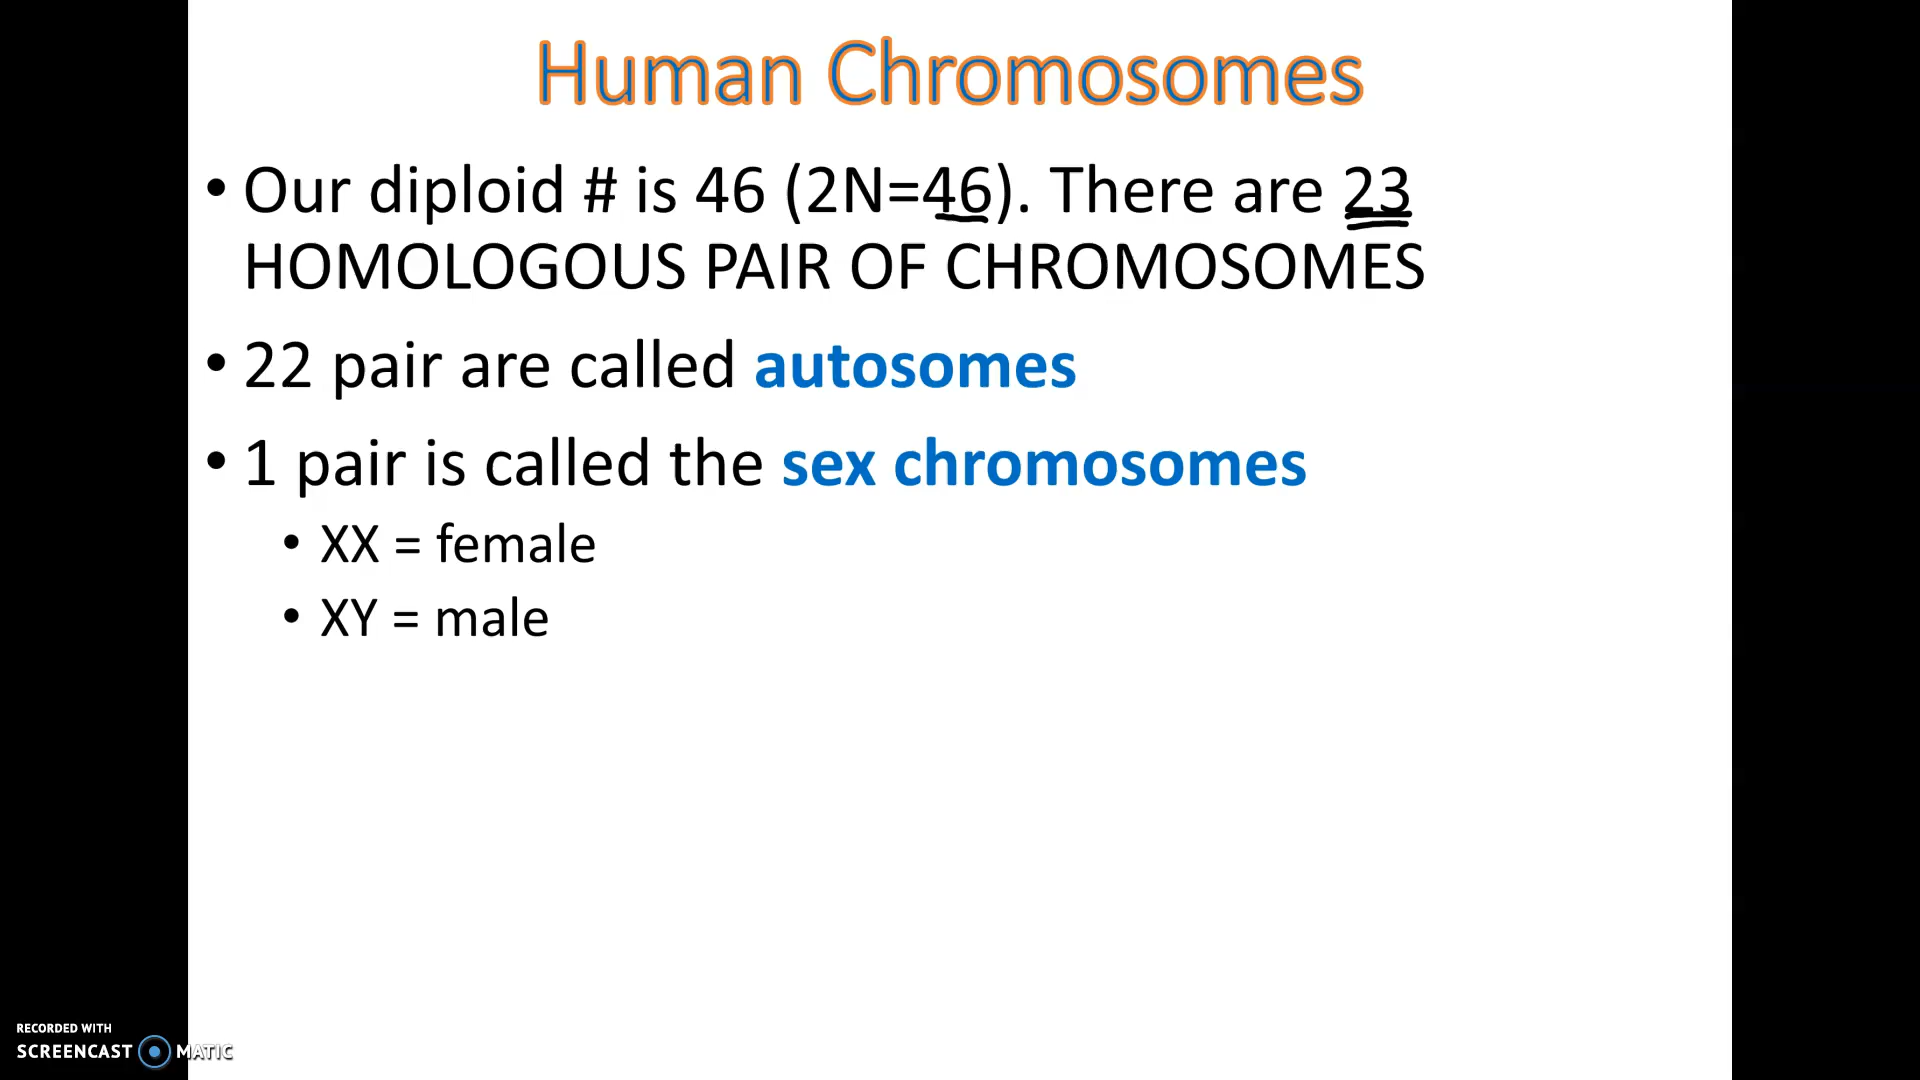 Human Chromosomes
• Our diploid # is 46 (2N=46). There are 23
HOMOLOGOUS PAIR OF CHROMOSOMES
• 22 pair are called autosomes
• 1 pair is called the sex chromosomes
• XX = female
• XY = male
RECORDED WITH
SCREENCAST MATIC